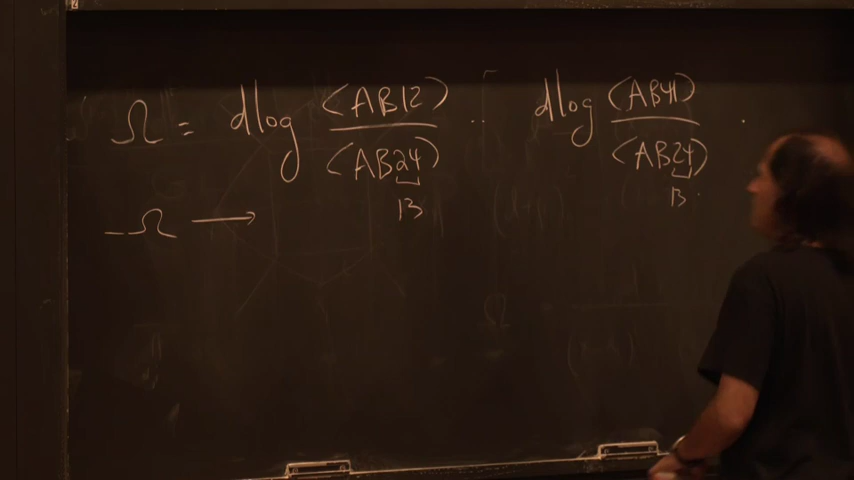 Ω = dlog (AB12) / (AB24) .. dlog (AB41) / (AB24) .
13 13 .
-Ω →